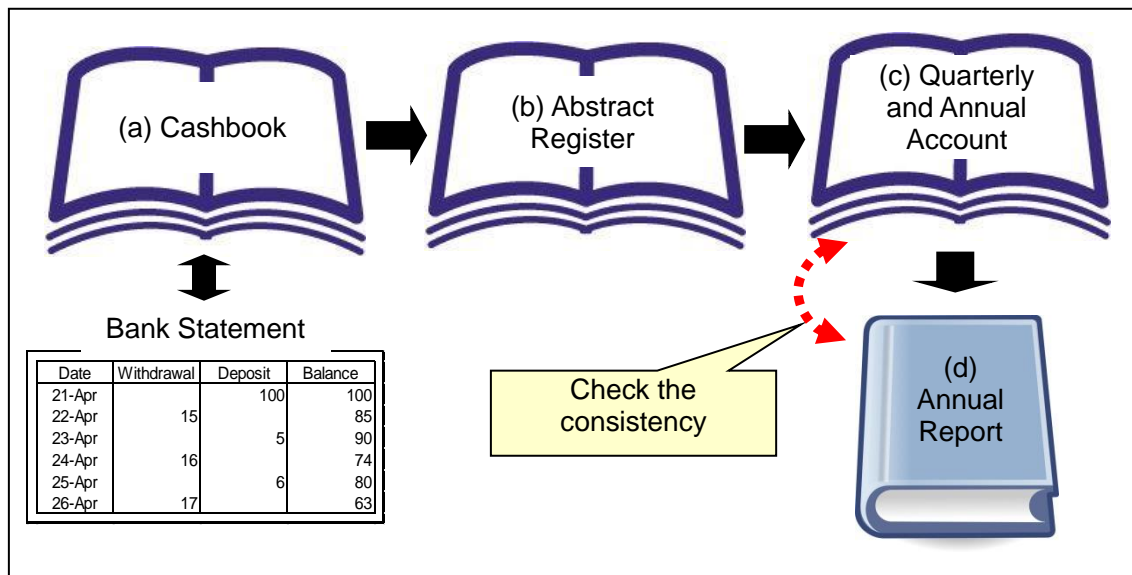 (a) Cashbook
(b) Abstract
Register
(c) Quarterly
and Annual
Account
Bank Statement
Date Withdrawal Deposit Balance
21-Apr 100 100
22-Apr 15 85
23-Apr 5 90
24-Apr 16 74
25-Apr 6 80
26-Apr 17 63
Check the
consistency
(d)
Annual
Report